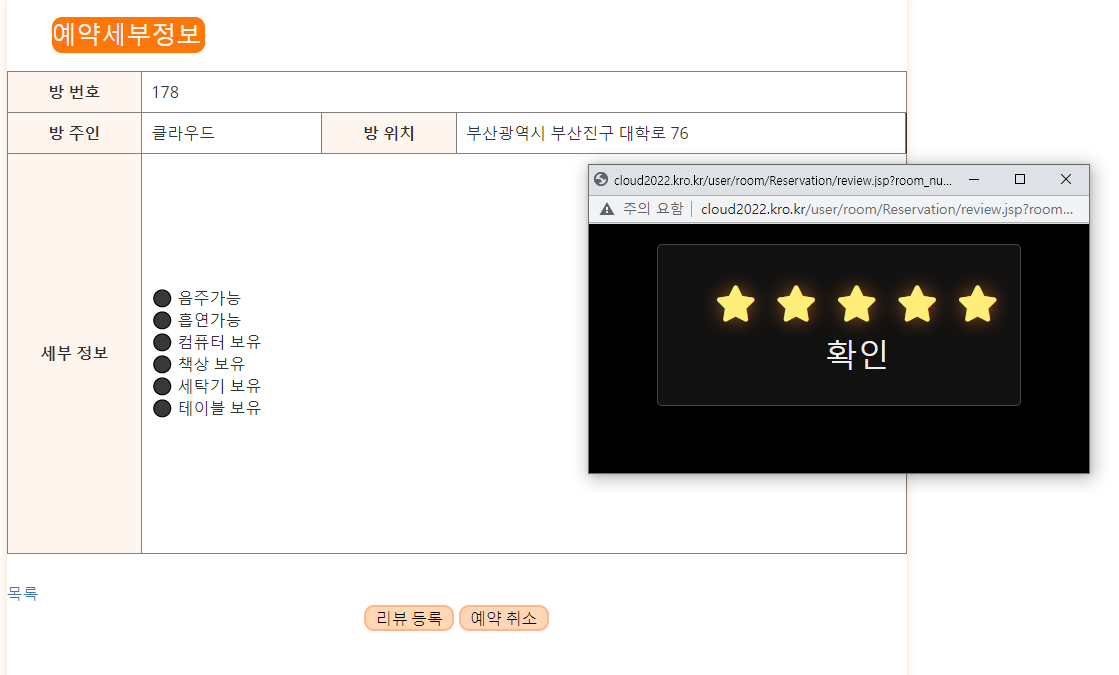 예약세부정보
방 번호 178
방 주인 클라우드 방 위치 부산광역시 부산진구 대학로 76
cloud2022.kro.kr/user/room/Reservation/review.jsp?room_nu...
주의 요함 cloud2022.kro.kr/user/room/Reservation/review.jsp?room...
확인
세부 정보
음주가능
흡연가능
컴퓨터 보유
책상 보유
세탁기 보유
테이블 보유
목록
리뷰 등록 예약 취소